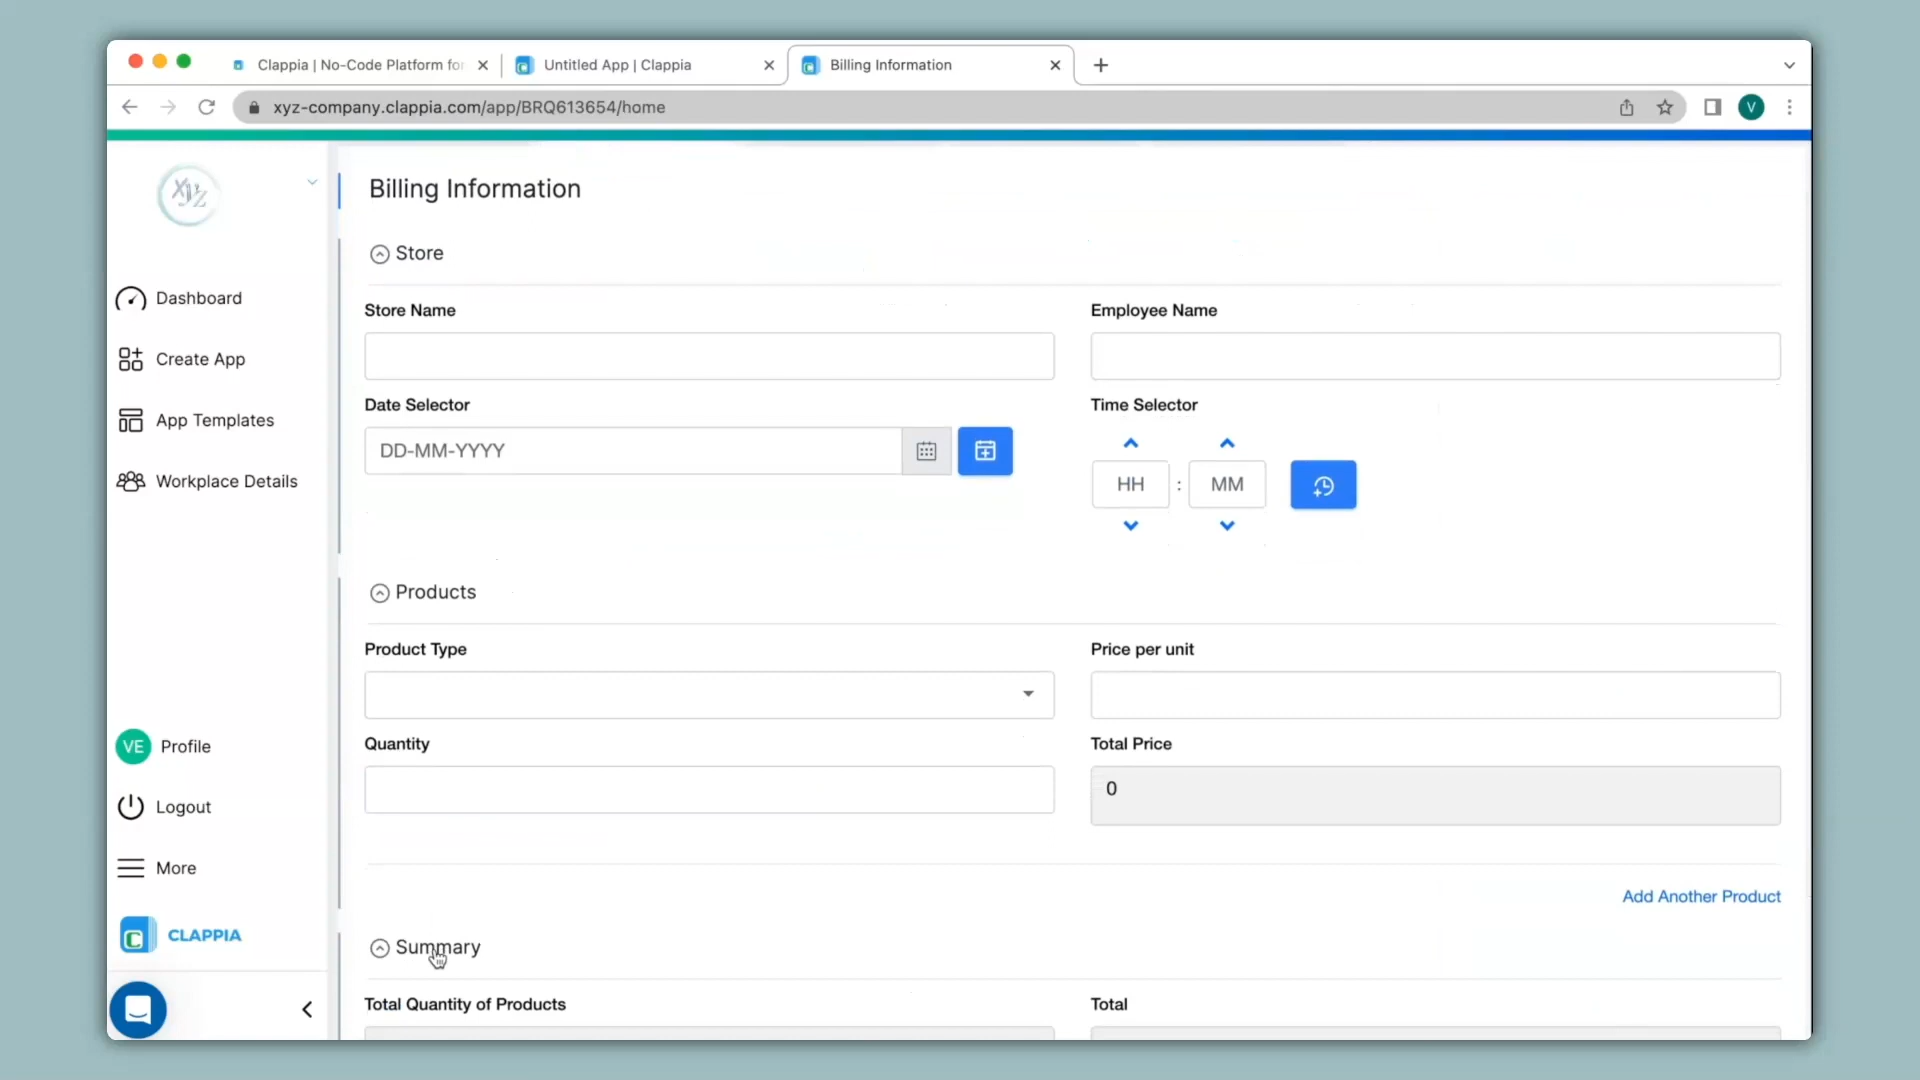 Clappia | No-Code Platform for
Untitled App | Clappia
Billing Information
xyz-company.clappia.com/app/BRQ613654/home
V
xyz
Dashboard
Create App
App Templates
Workplace Details
VE Profile
Logout
More
CLAPPIA
Billing Information
Store
Store Name
Employee Name
Date Selector
Time Selector
DD-MM-YYYY
HH : MM
Products
Product Type
Price per unit
Quantity
Total Price
0
Add Another Product
Summary
Total Quantity of Products
Total